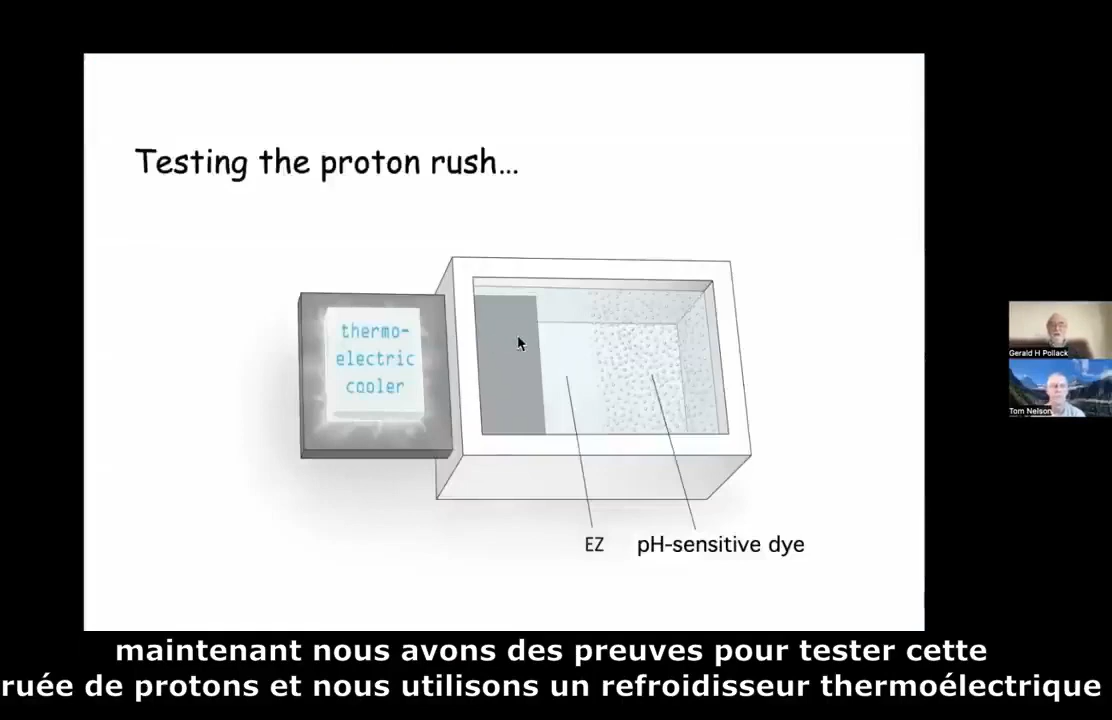 Testing the proton rush...
thermo-
electric
cooler
EZ
pH-sensitive dye
Gerald H Pollack
Tom Nelson
maintenant nous avons des preuves pour tester cette
ruée de protons et nous utilisons un refroidisseur thermoélectrique